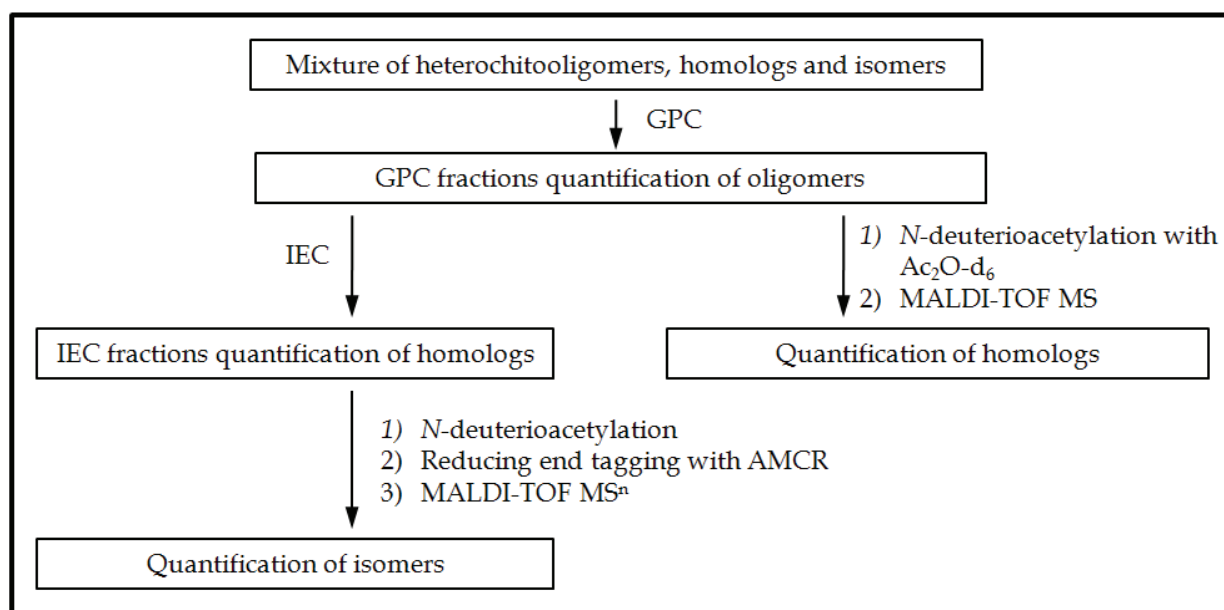 Mixture of heterochitooligomers, homologs and isomers
GPC
GPC fractions quantification of oligomers
IEC
1) N-deuterioacetylation with
Ac₂O-d₆
2) MALDI-TOF MS
IEC fractions quantification of homologs
Quantification of homologs
1) N-deuterioacetylation
2) Reducing end tagging with AMCR
3) MALDI-TOF MSⁿ
Quantification of isomers